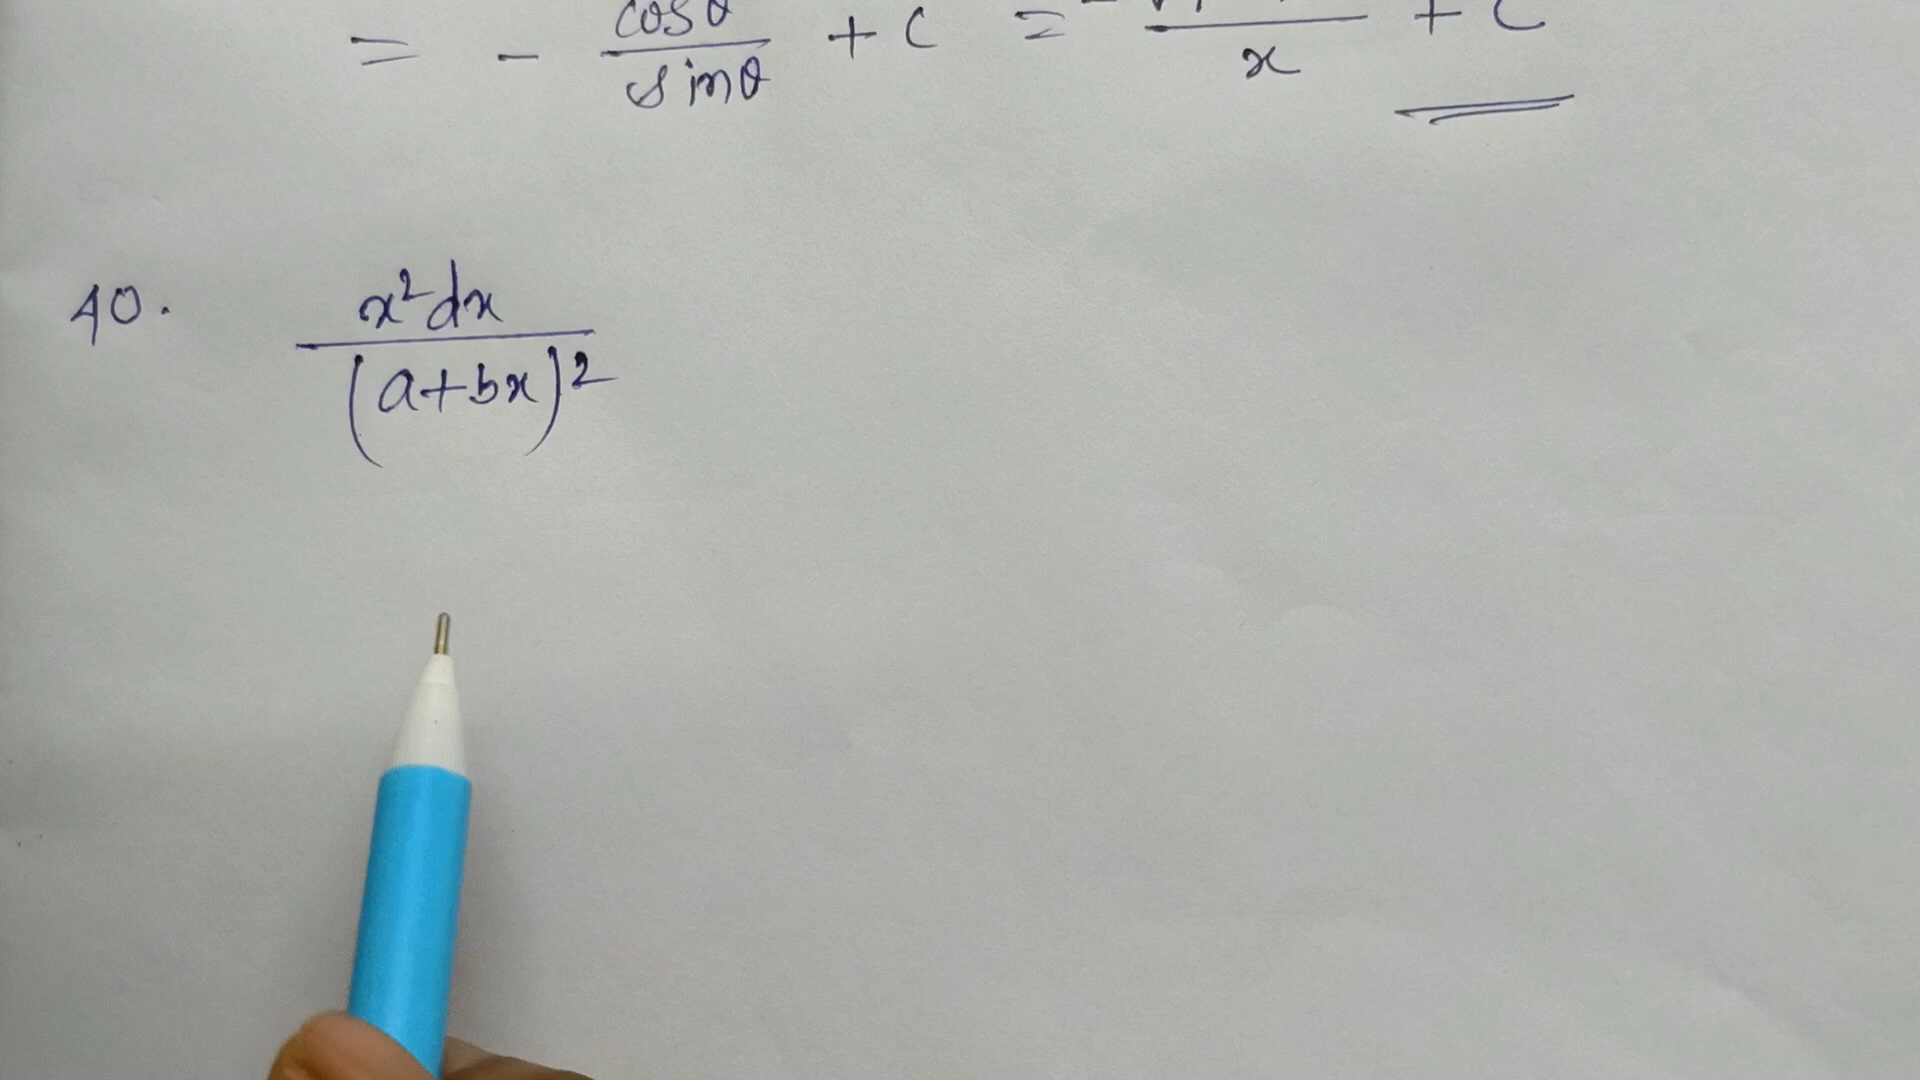 = - cosθ/sinθ + C = -√/x + C
40. x²dx/(a+bx)²